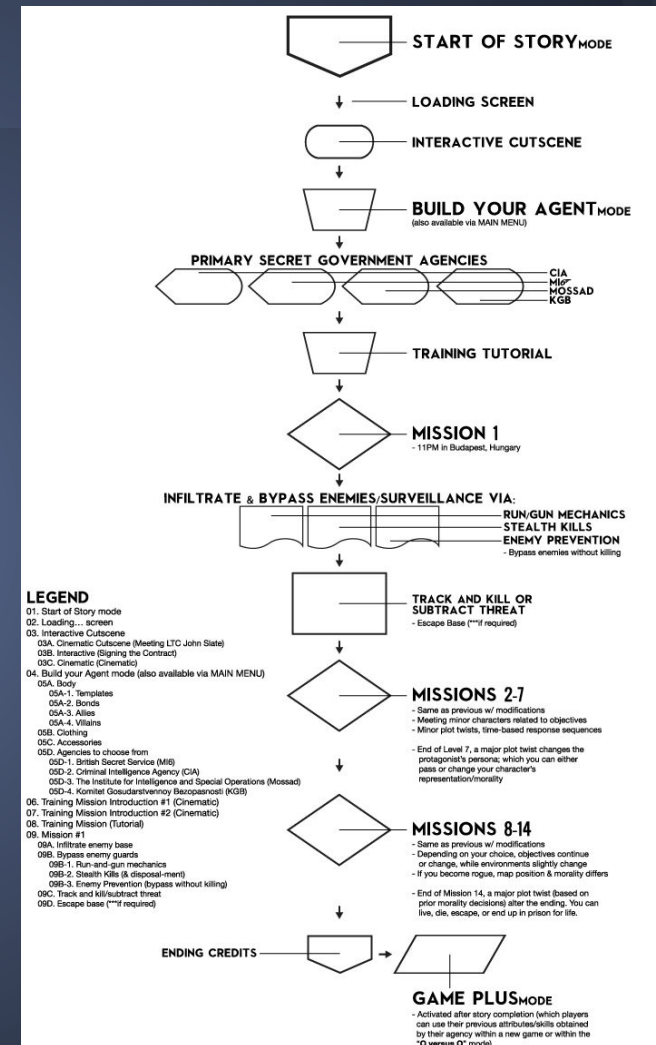 START OF STORY MODE
LOADING SCREEN
INTERACTIVE CUTSCENE
BUILD YOUR AGENT MODE
(also available via MAIN MENU)
PRIMARY SECRET GOVERNMENT AGENCIES
CIA
MI6
MOSSAD
KGB
TRAINING TUTORIAL
MISSION 1
- 11PM in Budapest, Hungary
INFILTRATE & BYPASS ENEMIES/SURVEILLANCE VIA:
RUN/GUN MECHANICS
STEALTH KILLS
ENEMY PREVENTION
- Bypass enemies without killing
TRACK AND KILL OR
SUBTRACT THREAT
- Escape Base (***if required)
MISSIONS 2-7
- Same as previous w/ modifications
- Meeting minor characters related to objectives
- Minor plot twists, time-based response sequences
- End of Level 7, a major plot twist changes the
protagonist's persona; which you can either
pass or change your character's
representation/morality
MISSIONS 8-14
- Same as previous w/ modifications
- Depending on your choice, objectives continue
or change, while environments slightly change
- If you become rogue, map position & morality differs
- End of Mission 14, a major plot twist (based on
prior morality decisions) alter the ending. You can
live, die, escape, or end up in prison for life.
ENDING CREDITS
GAME PLUS MODE
- Activated after story completion (which players
can use their previous attributes/skills obtained
by their agency within a new game or within the
"O versus O" mode)
LEGEND
01. Start of Story mode
02. Loading... screen
03. Interactive Cutscene
03A. Cinematic Cutscene (Meeting LTC John Slate)
03B. Interactive (Signing the Contract)
03C. Cinematic (Cinematic)
04. Build your Agent mode (also available via MAIN MENU)
05A. Body
05A-1. Templates
05A-2. Bonds
05A-3. Allies
05A-4. Villains
05B. Clothing
05C. Accessories
05D. Agencies to choose from
05D-1. British Secret Service (MI6)
05D-2. Criminal Intelligence Agency (CIA)
05D-3. The Institute for Intelligence and Special Operations (Mossad)
05D-4. Komitet Gosudarstvennoy Bezopasnosti (KGB)
06. Training Mission Introduction #1 (Cinematic)
07. Training Mission Introduction #2 (Cinematic)
08. Training Mission (Tutorial)
09. Mission #1
09A. Infiltrate enemy base
09B. Bypass enemy guards
09B-1. Run-and-gun mechanics
09B-2. Stealth Kills (& disposal-ment)
09B-3. Enemy Prevention (bypass without killing)
09C. Track and kill/subtract threat
09D. Escape base (***if required)